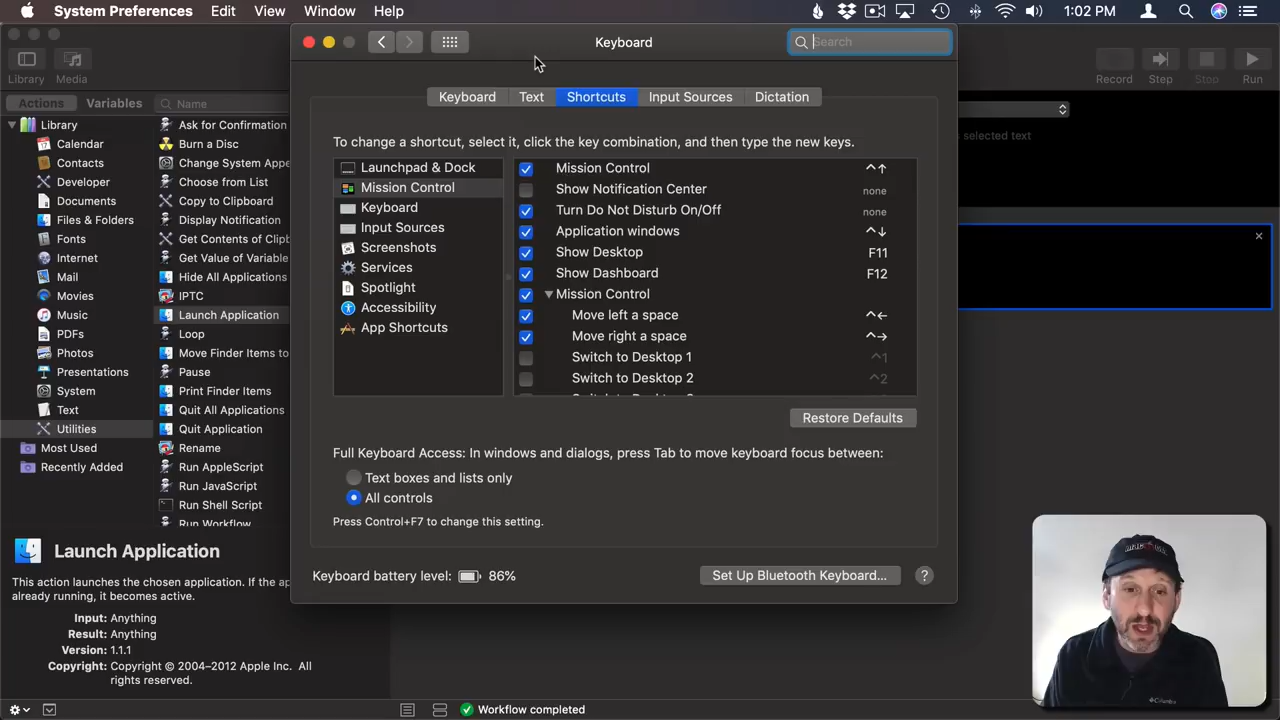 System Preferences Edit View Window Help
1:02 PM
Library Media
Keyboard
Search
Record Step Stop Run
Actions Variables
Name
Library
Calendar
Contacts
Developer
Documents
Files & Folders
Fonts
Internet
Mail
Movies
Music
PDFs
Photos
Presentations
System
Text
Utilities
Most Used
Recently Added
Ask for Confirmation
Burn a Disc
Change System Appe
Choose from List
Copy to Clipboard
Display Notification
Get Contents of Clipb
Get Value of Variable
Hide All Applications
IPTC
Launch Application
Loop
Move Finder Items to
Pause
Print Finder Items
Quit All Applications
Quit Application
Rename
Run AppleScript
Run JavaScript
Run Shell Script
Run Workflow
Keyboard Text Shortcuts Input Sources Dictation
To change a shortcut, select it, click the key combination, and then type the new keys.
Launchpad & Dock
Mission Control
Keyboard
Input Sources
Screenshots
Services
Spotlight
Accessibility
App Shortcuts
Mission Control ^↑
Show Notification Center none
Turn Do Not Disturb On/Off none
Application windows ^↓
Show Desktop F11
Show Dashboard F12
Mission Control
Move left a space ^←
Move right a space ^→
Switch to Desktop 1 ^1
Switch to Desktop 2 ^2
Restore Defaults
Full Keyboard Access: In windows and dialogs, press Tab to move keyboard focus between:
Text boxes and lists only
All controls
Press Control+F7 to change this setting.
Keyboard battery level: 86%
Set Up Bluetooth Keyboard...
?
selected text
Launch Application
This action launches the chosen application. If the
already running, it becomes active.
Input: Anything
Result: Anything
Version: 1.1.1
Copyright: Copyright © 2004–2012 Apple Inc. All
rights reserved.
Workflow completed